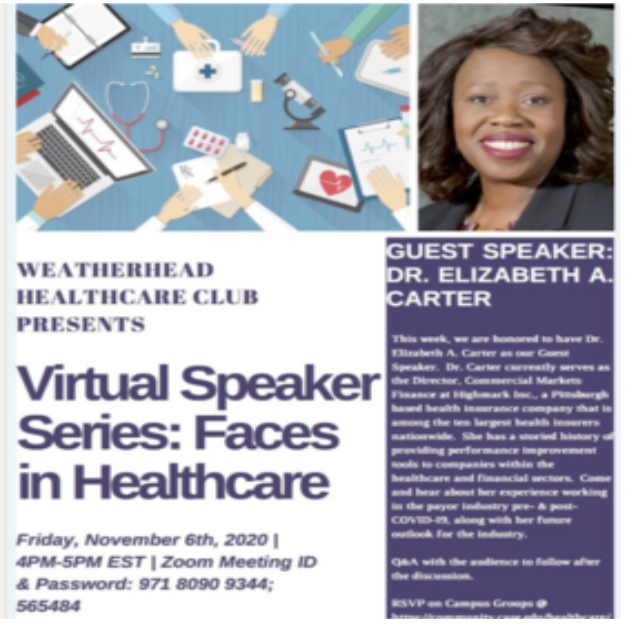 WEATHERHEAD
HEALTHCARE CLUB
PRESENTS
Virtual Speaker
Series: Faces
in Healthcare
Friday, November 6th, 2020 |
4PM-5PM EST | Zoom Meeting ID
& Password: 971 8090 9344;
565484
GUEST SPEAKER:
DR. ELIZABETH A.
CARTER
This week, we are honored to have Dr.
Elizabeth A. Carter as our Guest
Speaker. Dr. Carter currently serves as
the Director, Commercial Markets
Finance at Highmark Inc., a Pittsburgh
based health insurance company that is
among the ten largest health insurers
nationwide. She has a storied history of
providing performance improvement
tools to companies within the
healthcare and financial sectors. Come
and hear about her experience working
in the payor industry pre- & post-
COVID-19, along with her future
outlook for the industry.
Q&A with the audience to follow after
the discussion.
RSVP on Campus Groups @
https://community.case.edu/healthcare/